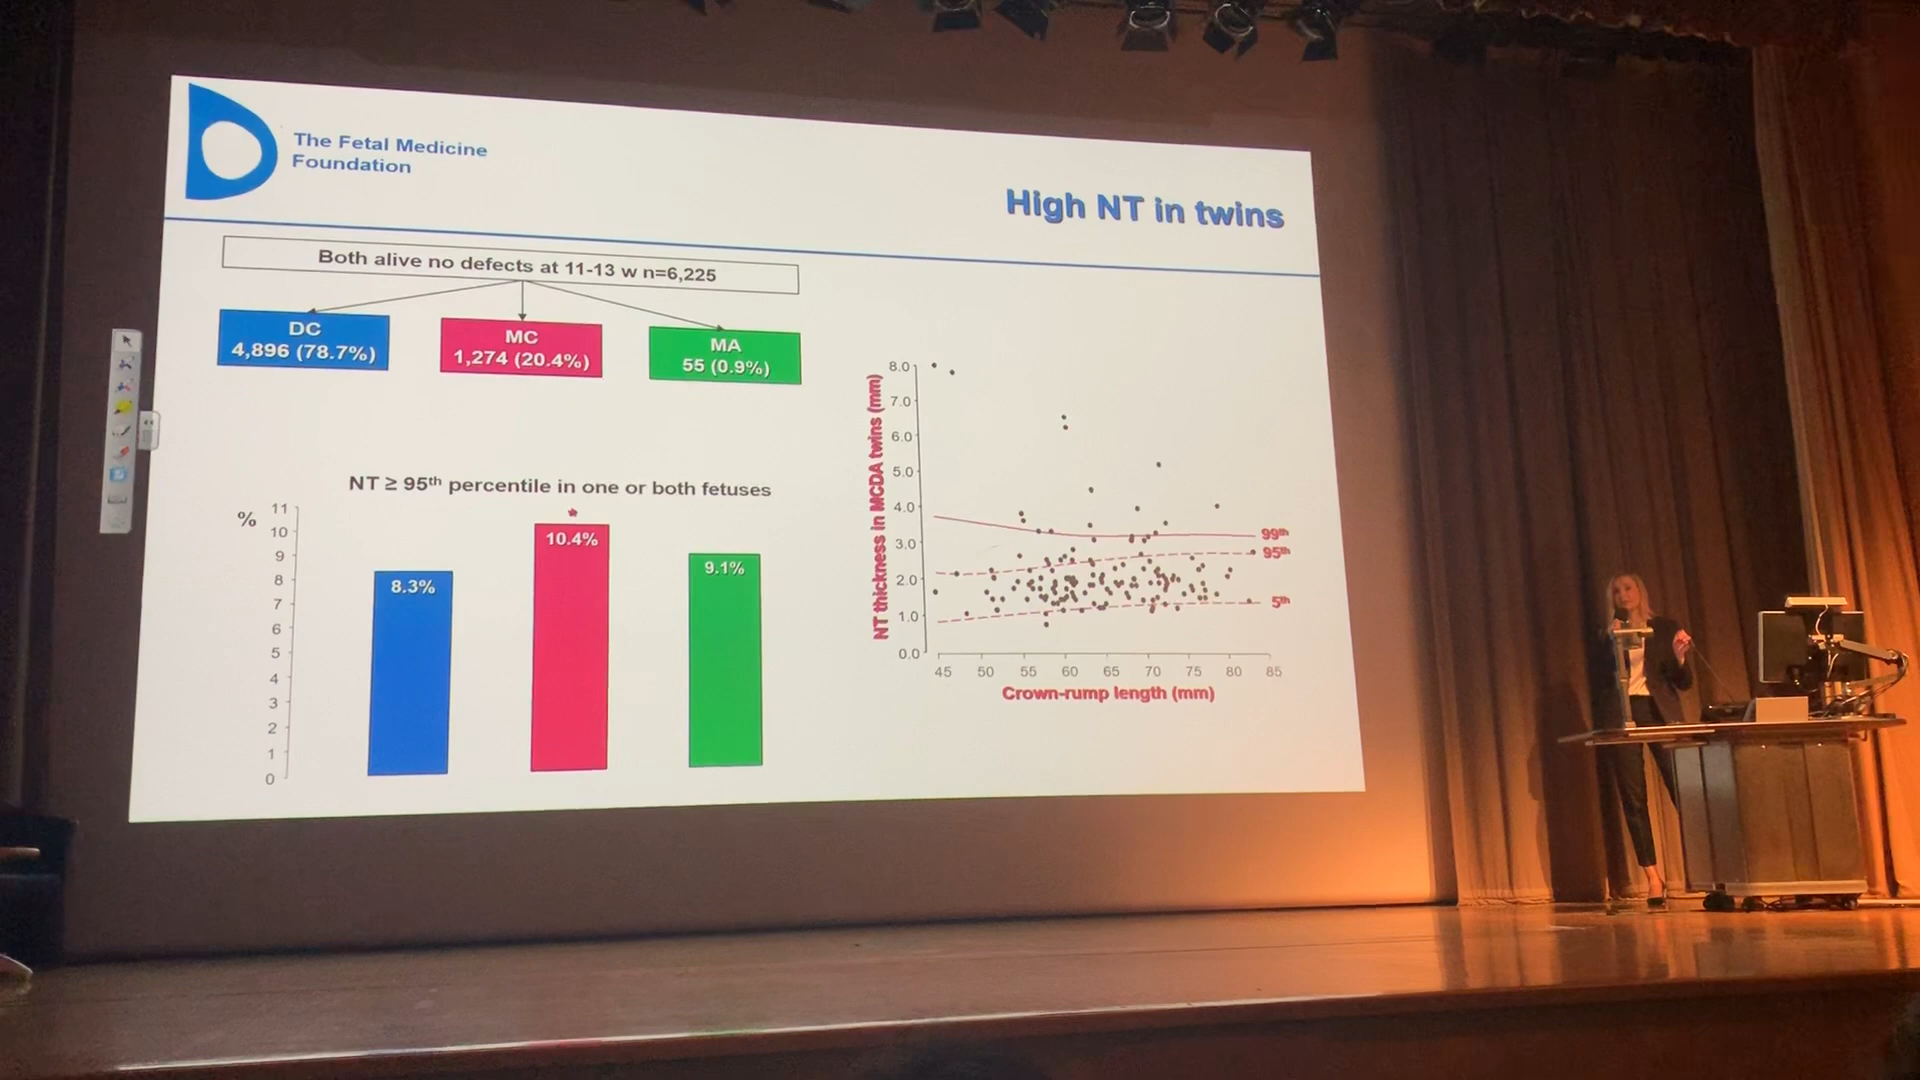 The Fetal Medicine
Foundation
High NT in twins
Both alive no defects at 11-13 w n=6,225
DC
4,896 (78.7%)
MC
1,274 (20.4%)
MA
55 (0.9%)
NT ≥ 95th percentile in one or both fetuses
%
11
10
9
8
7
6
5
4
3
2
1
0
8.3%
*
10.4%
9.1%
NT thickness in MCDA twins (mm)
8.0
7.0
6.0
5.0
4.0
3.0
2.0
1.0
0.0
99th
95th
5th
45 50 55 60 65 70 75 80 85
Crown-rump length (mm)